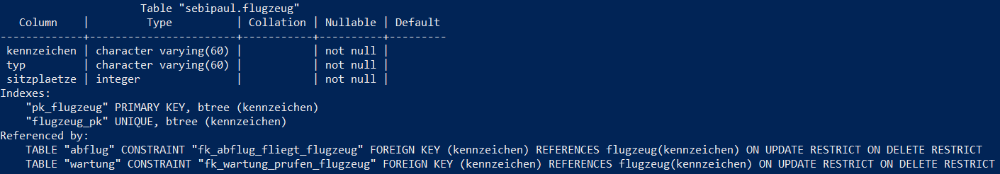 Table "sebipaul.flugzeug"
   Column    |         Type          | Collation | Nullable | Default
-------------+-----------------------+-----------+----------+---------
 kennzeichen | character varying(60) |           | not null |
 typ         | character varying(60) |           | not null |
 sitzplaetze | integer               |           | not null |
Indexes:
    "pk_flugzeug" PRIMARY KEY, btree (kennzeichen)
    "flugzeug_pk" UNIQUE, btree (kennzeichen)
Referenced by:
    TABLE "abflug" CONSTRAINT "fk_abflug_fliegt_flugzeug" FOREIGN KEY (kennzeichen) REFERENCES flugzeug(kennzeichen) ON UPDATE RESTRICT ON DELETE RESTRICT
    TABLE "wartung" CONSTRAINT "fk_wartung_prufen_flugzeug" FOREIGN KEY (kennzeichen) REFERENCES flugzeug(kennzeichen) ON UPDATE RESTRICT ON DELETE RESTRICT